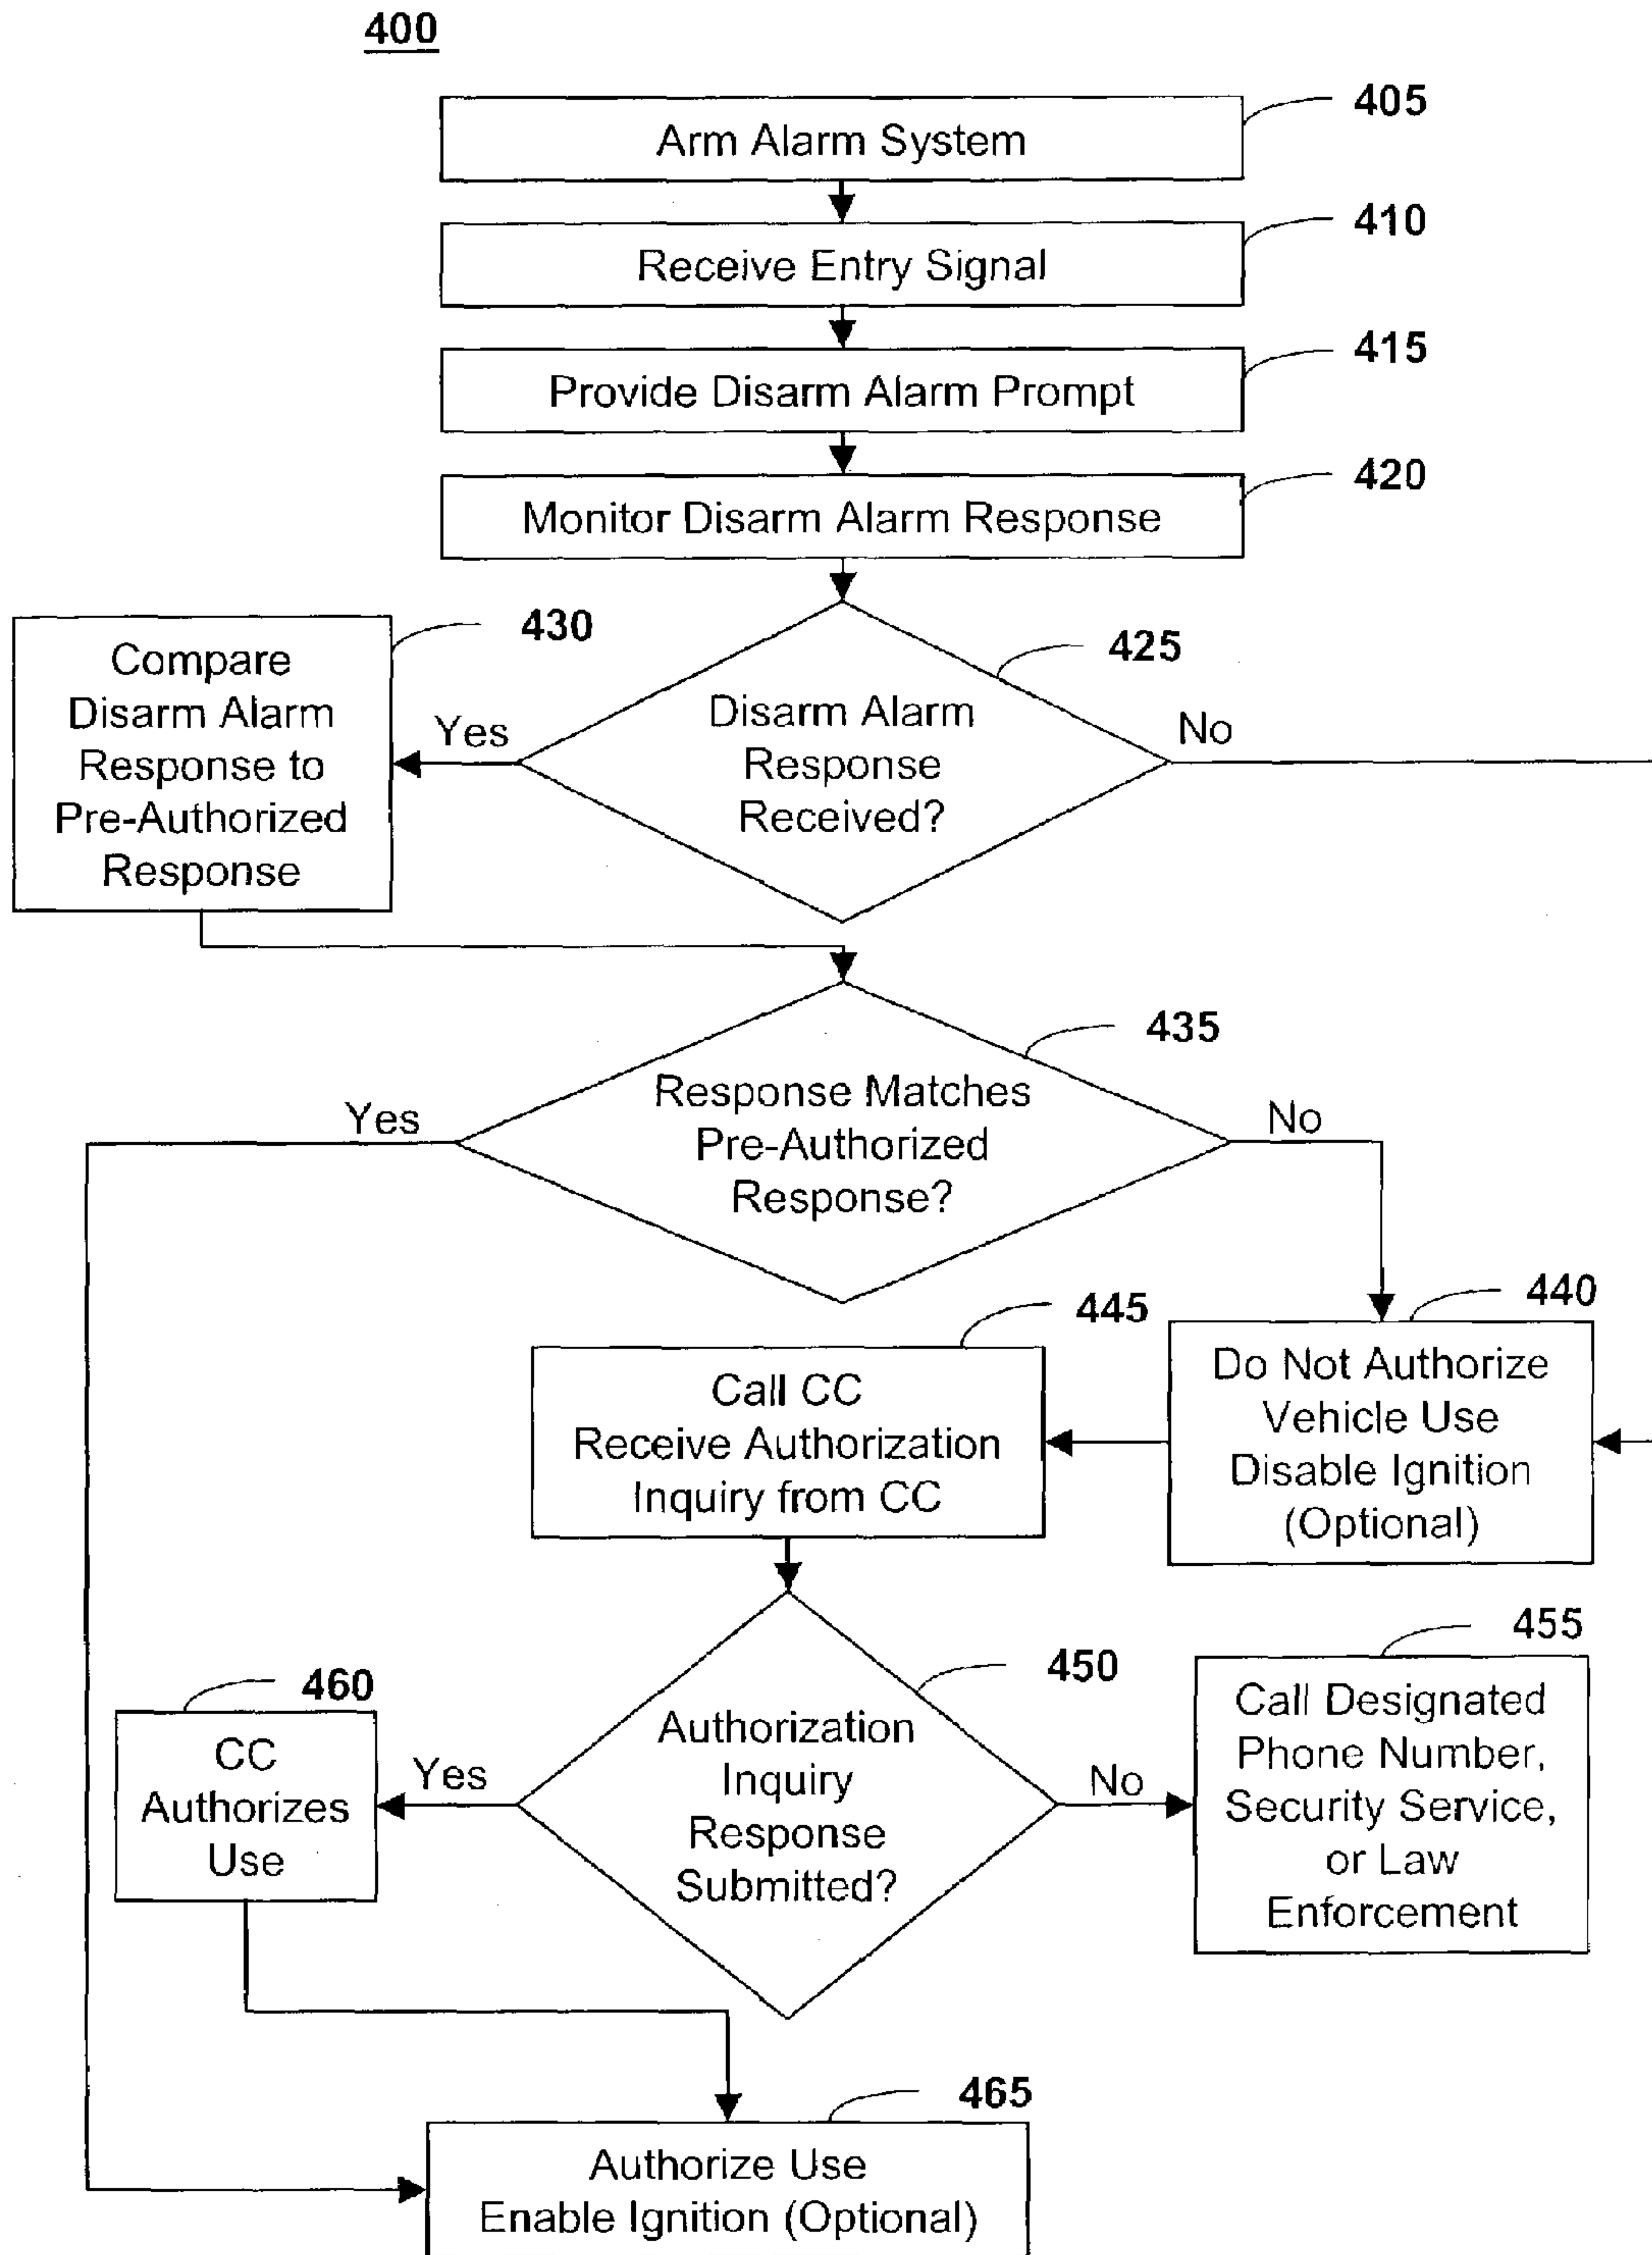 400
405
Arm Alarm System
410
Receive Entry Signal
415
Provide Disarm Alarm Prompt
420
Monitor Disarm Alarm Response
430
Compare
Disarm Alarm
Response to
Pre-Authorized
Response
Yes
425
Disarm Alarm
Response
Received?
No
435
Yes
Response Matches
Pre-Authorized
Response?
No
440
Do Not Authorize
Vehicle Use
Disable Ignition
(Optional)
445
Call CC
Receive Authorization
Inquiry from CC
450
Authorization
Inquiry
Response
Submitted?
Yes
No
455
Call Designated
Phone Number,
Security Service,
or Law
Enforcement
460
CC
Authorizes
Use
465
Authorize Use
Enable Ignition (Optional)